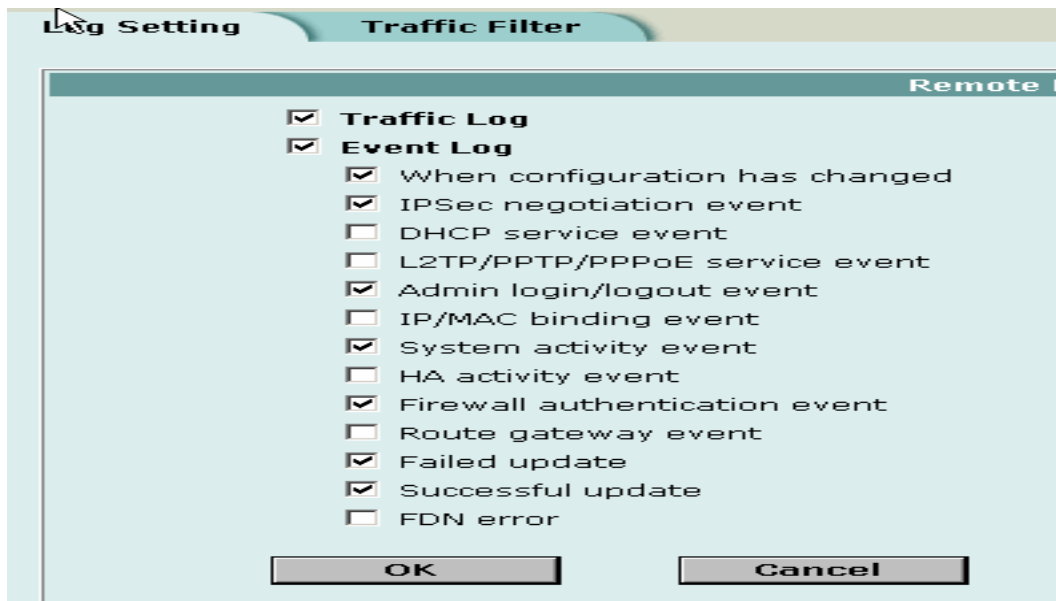 Log Setting Traffic Filter
Remote
Traffic Log
Event Log
When configuration has changed
IPSec negotiation event
DHCP service event
L2TP/PPTP/PPPoE service event
Admin login/logout event
IP/MAC binding event
System activity event
HA activity event
Firewall authentication event
Route gateway event
Failed update
Successful update
FDN error
OK Cancel